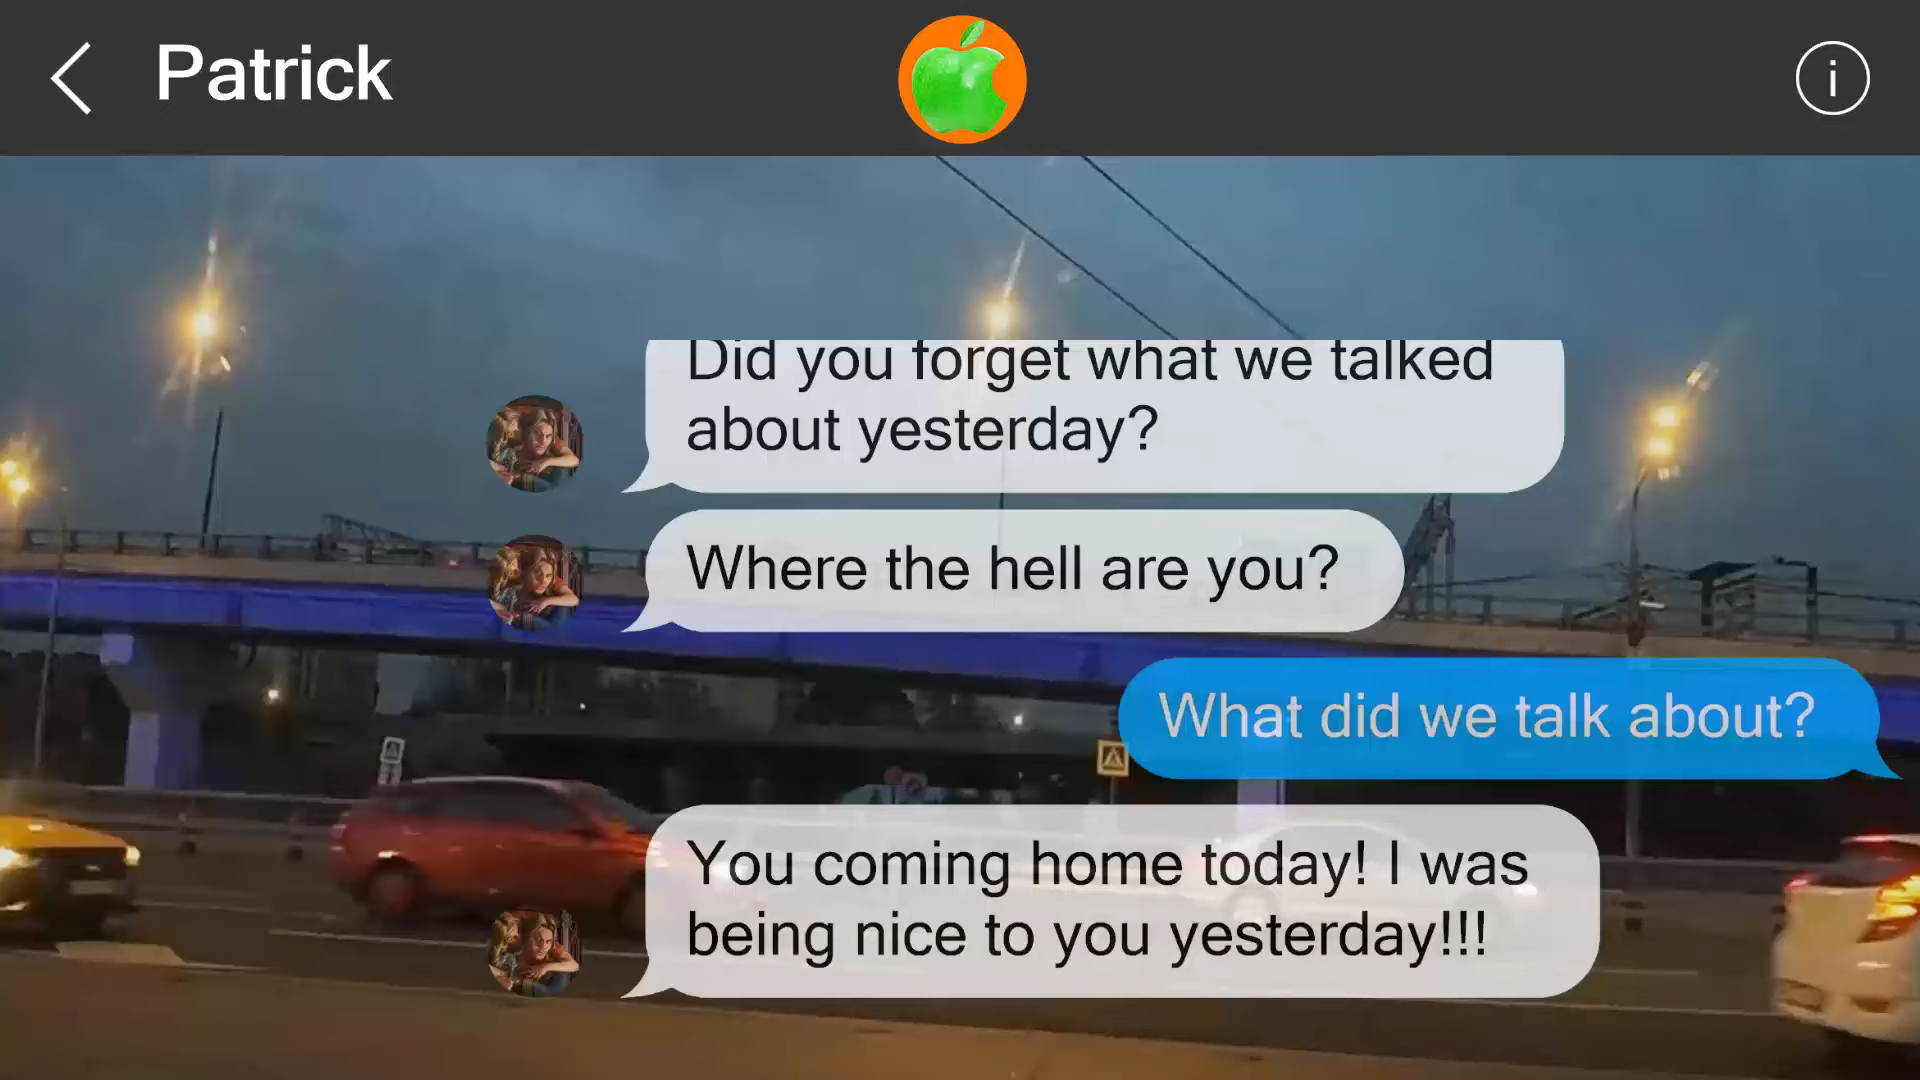 Patrick
i
Did you forget what we talked
about yesterday?
Where the hell are you?
What did we talk about?
You coming home today! I was
being nice to you yesterday!!!